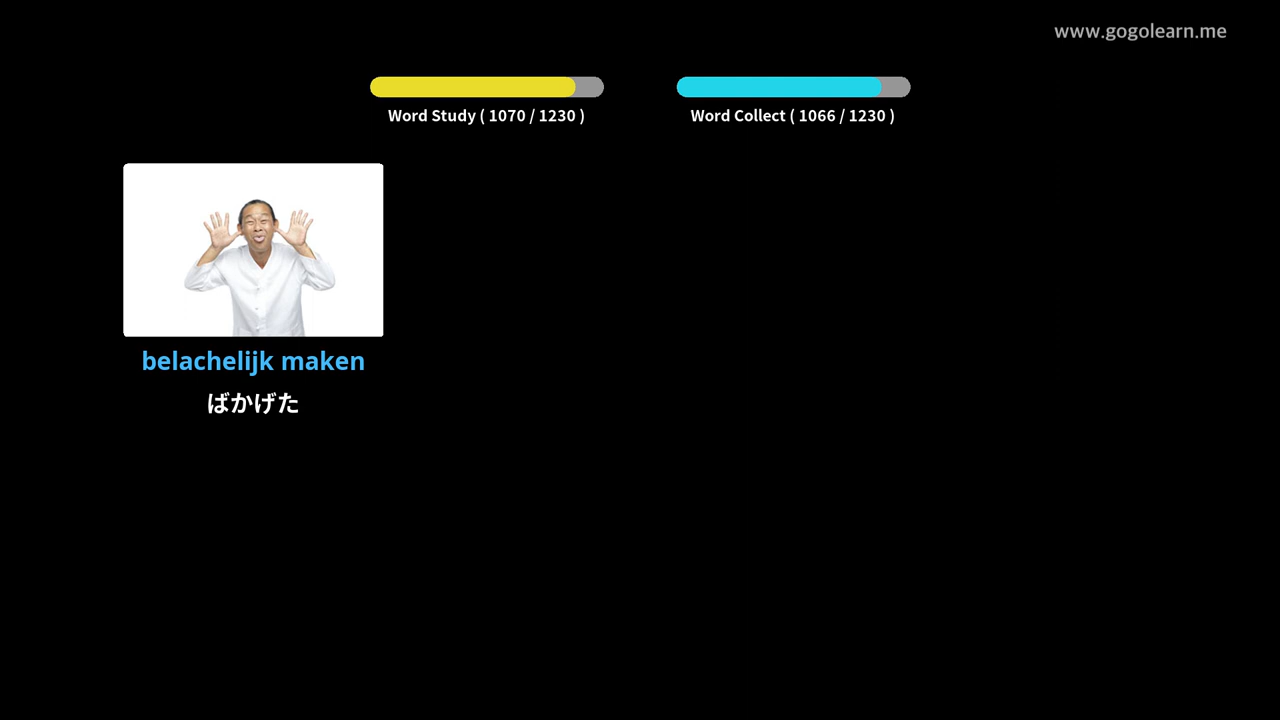 www.gogolearn.me
Word Study ( 1070 / 1230 )
Word Collect ( 1066 / 1230 )
belachelijk maken
ばかげた